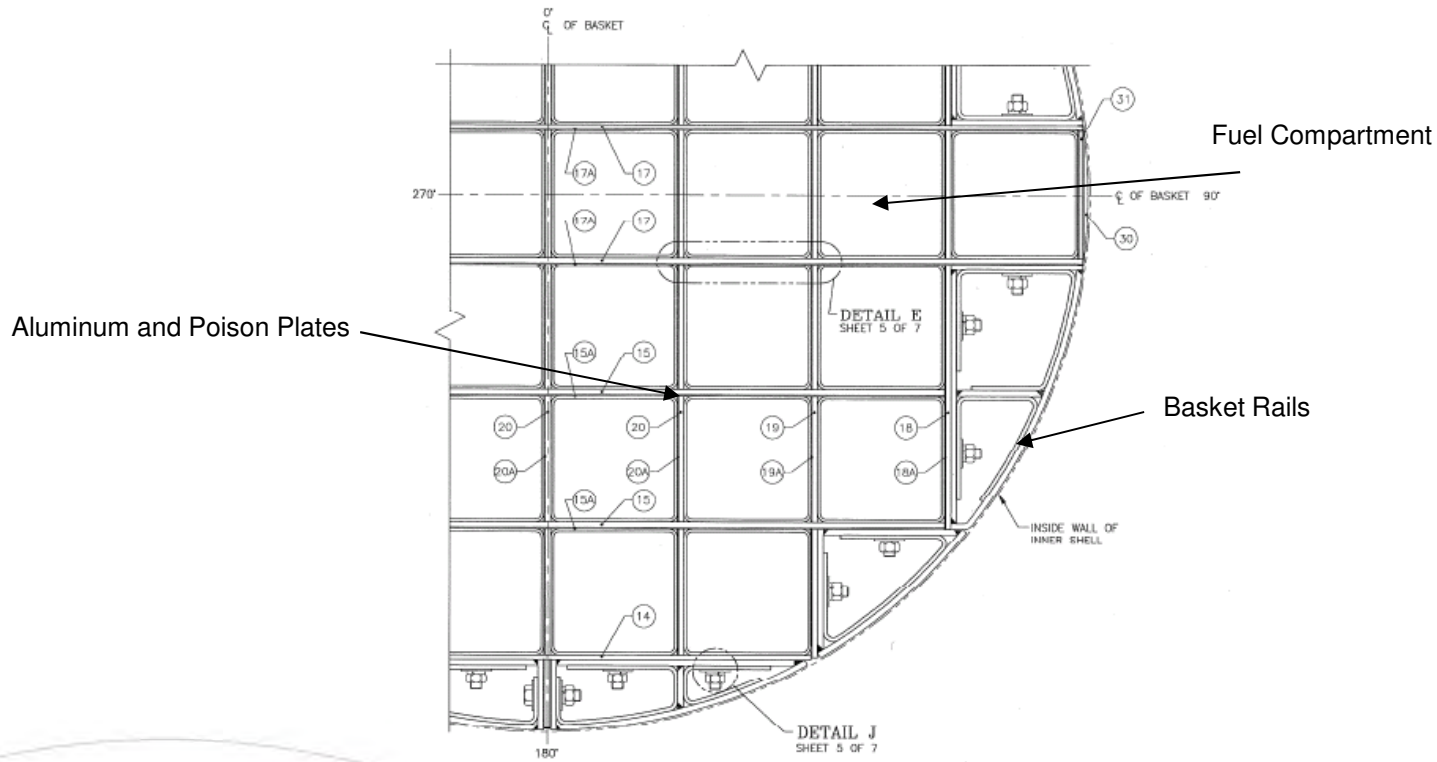 0°
℄ OF BASKET
31
Fuel Compartment
17A
17
270°
℄ OF BASKET 90°
17A
17
30
DETAIL E
SHEET 5 OF 7
Aluminum and Poison Plates
15A
15
Basket Rails
20
20
19
18
20A
20A
19A
18A
15A
15
INSIDE WALL OF
INNER SHELL
14
DETAIL J
SHEET 5 OF 7
180°